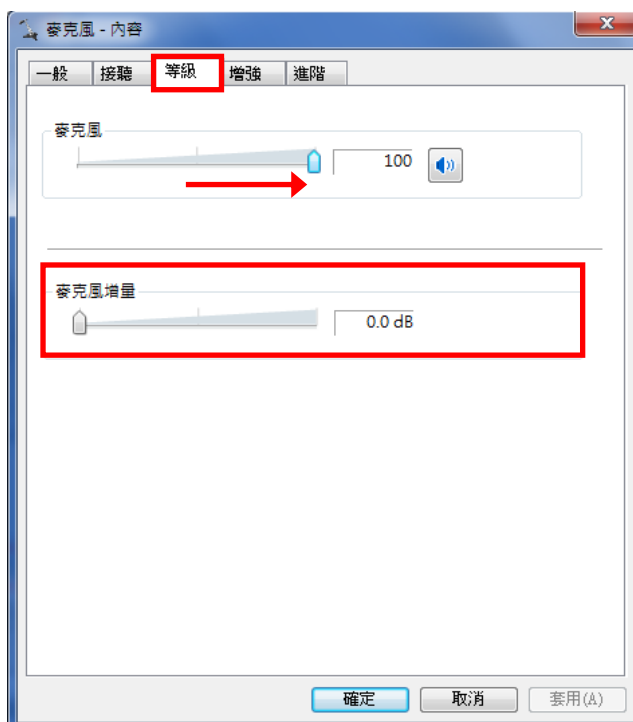 麥克風 - 內容
一般 接聽 等級 增強 進階
麥克風
100
麥克風增量
0.0 dB
確定 取消 套用(A)